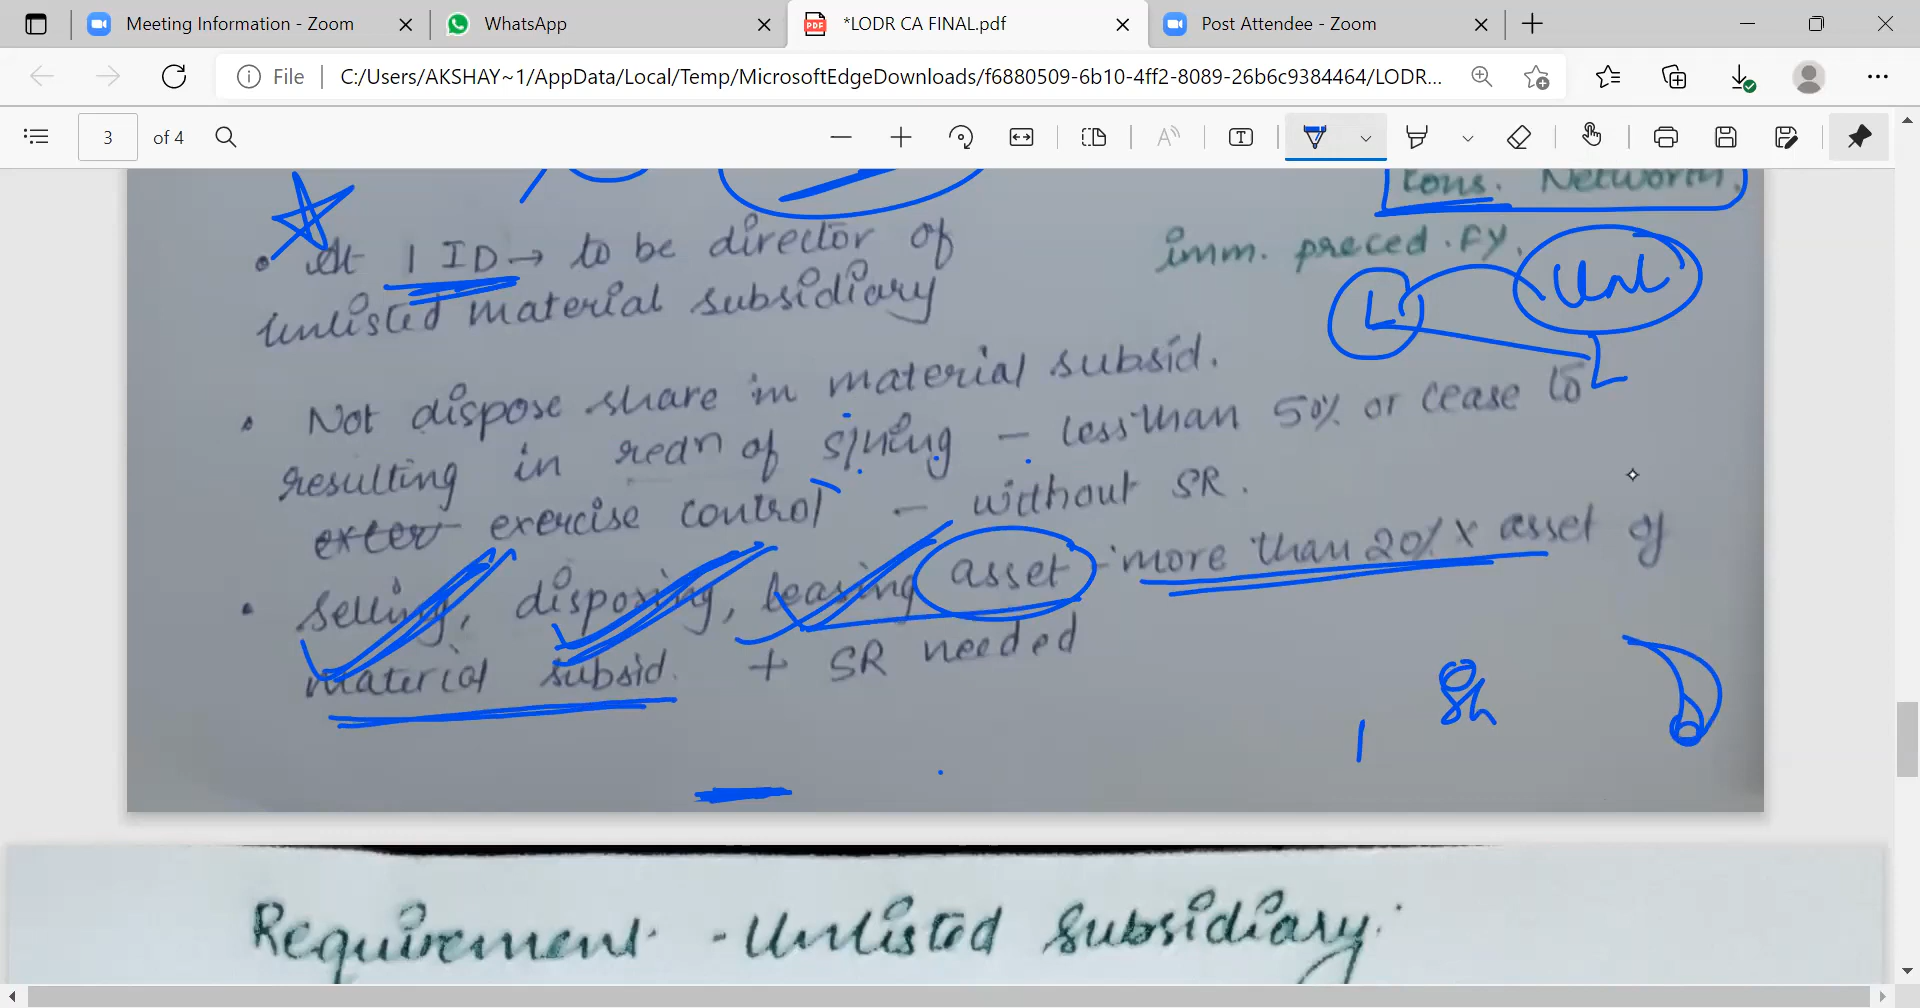 Meeting Information - Zoom
WhatsApp
*LODR CA FINAL.pdf
Post Attendee - Zoom
File
C:/Users/AKSHAY~1/AppData/Local/Temp/MicrosoftEdgeDownloads/f6880509-6b10-4ff2-8089-26b6c9384464/LODR...
3 of 4
cons. Networth.
imm. preced. FY.
L Unl
L
• At 1 ID → to be director of
unlisted material subsidiary
• Not dispose share in material subsid.
resulting in redn of s/hling - less than 50% or cease to
exter exercise control - without SR.
• Selling, disposing, leasing asset - more than 20% x asset of
material subsid. + SR needed
Sh
Requirement - Unlisted Subsidiary: